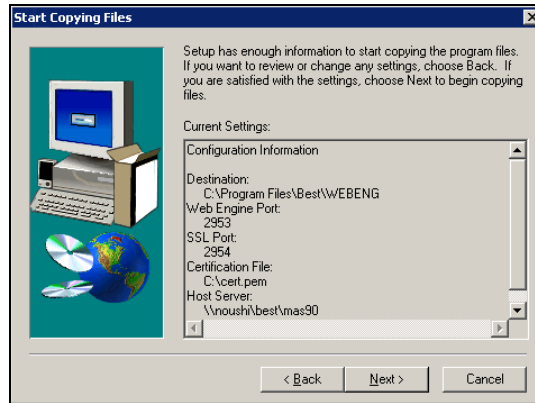 Start Copying Files
Setup has enough information to start copying the program files.
If you want to review or change any settings, choose Back. If
you are satisfied with the settings, choose Next to begin copying
files.
Current Settings:
Configuration Information
Destination:
C:\Program Files\Best\WEBENG
Web Engine Port:
2953
SSL Port:
2954
Certification File:
C:\cert.pem
Host Server:
\\noushi\best\mas90
< Back
Next >
Cancel